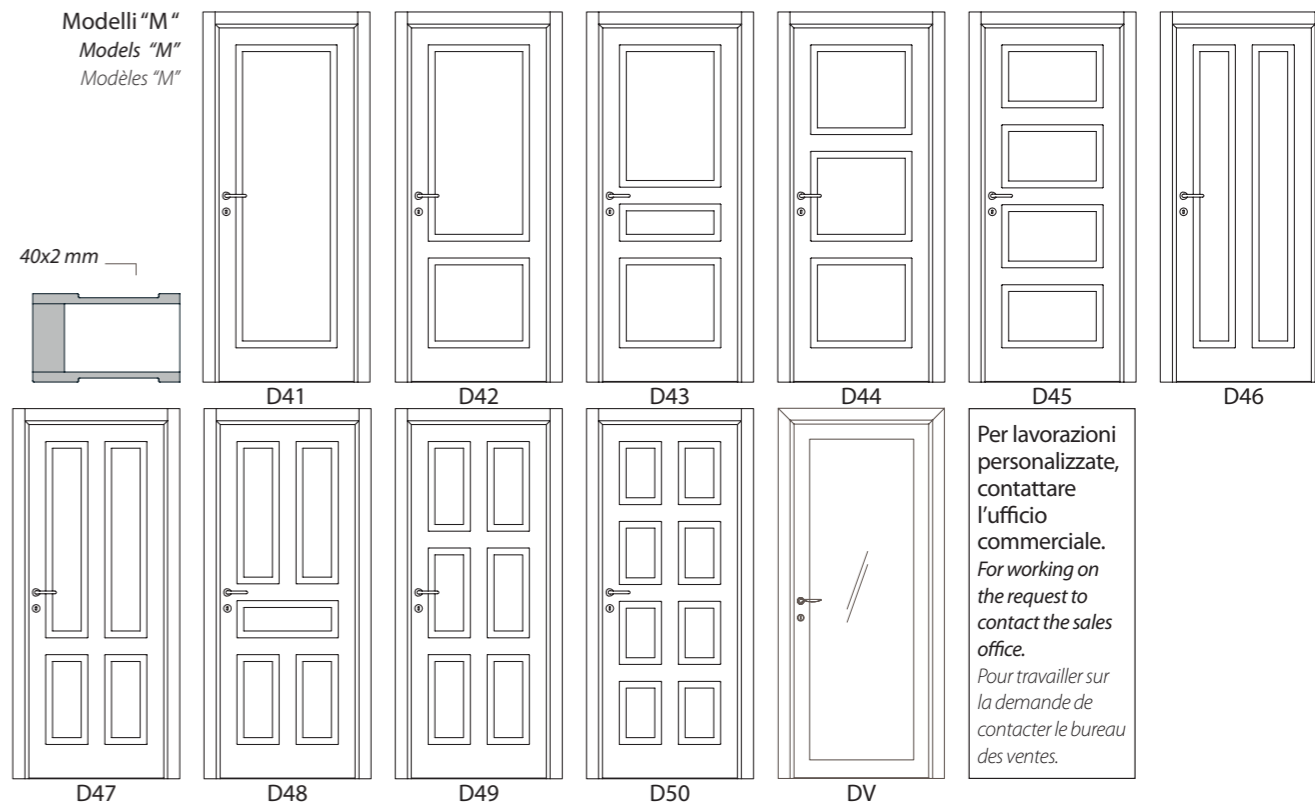 Modelli “M“
Models “M”
Modèles “M”
40x2 mm
D41
D42
D43
D44
D45
D46
D47
D48
D49
D50
DV
Per lavorazioni
personalizzate,
contattare
l’ufficio
commerciale.
For working on
the request to
contact the sales
office.
Pour travailler sur
la demande de
contacter le bureau
des ventes.